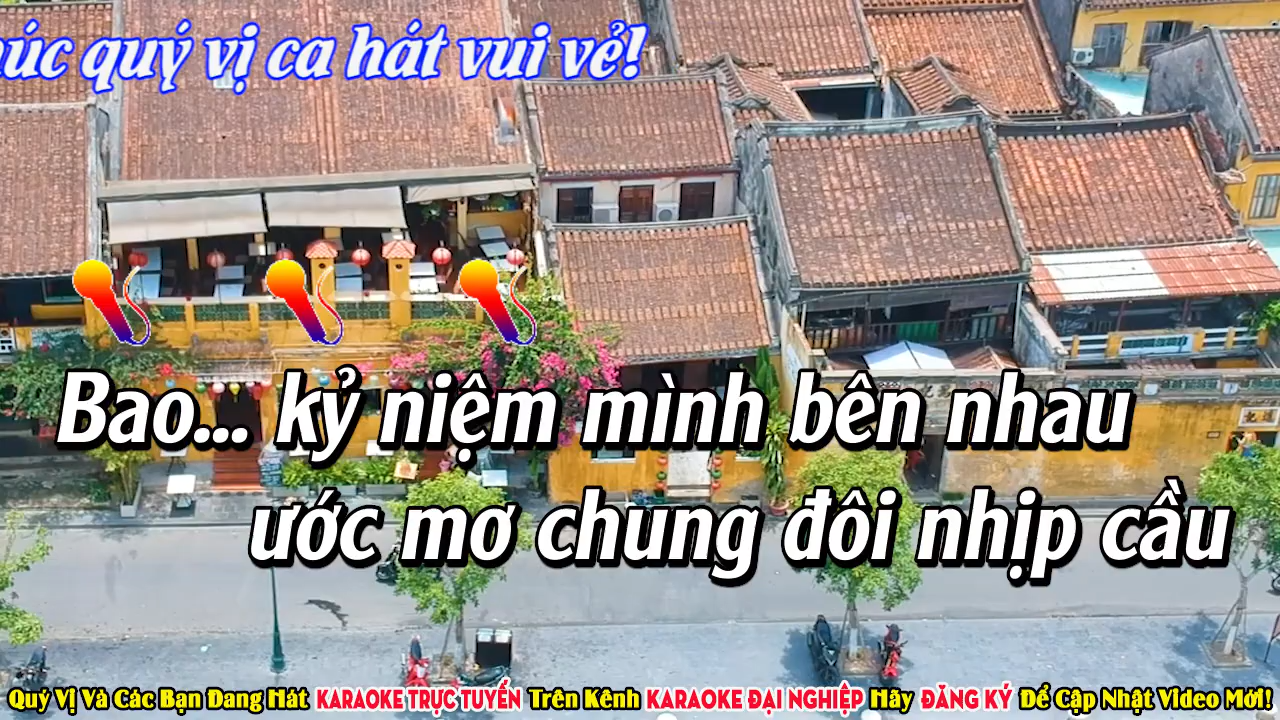 quý vị ca hát vui vẻ!
Bao... kỷ niệm mình bên nhau
ước mơ chung đôi nhịp cầu
Quý Vị Và Các Bạn Đang Hát KARAOKE TRỰC TUYẾN Trên Kênh KARAOKE ĐẠI NGHIỆP Hãy ĐĂNG KÝ Để Cập Nhật Video Mới!